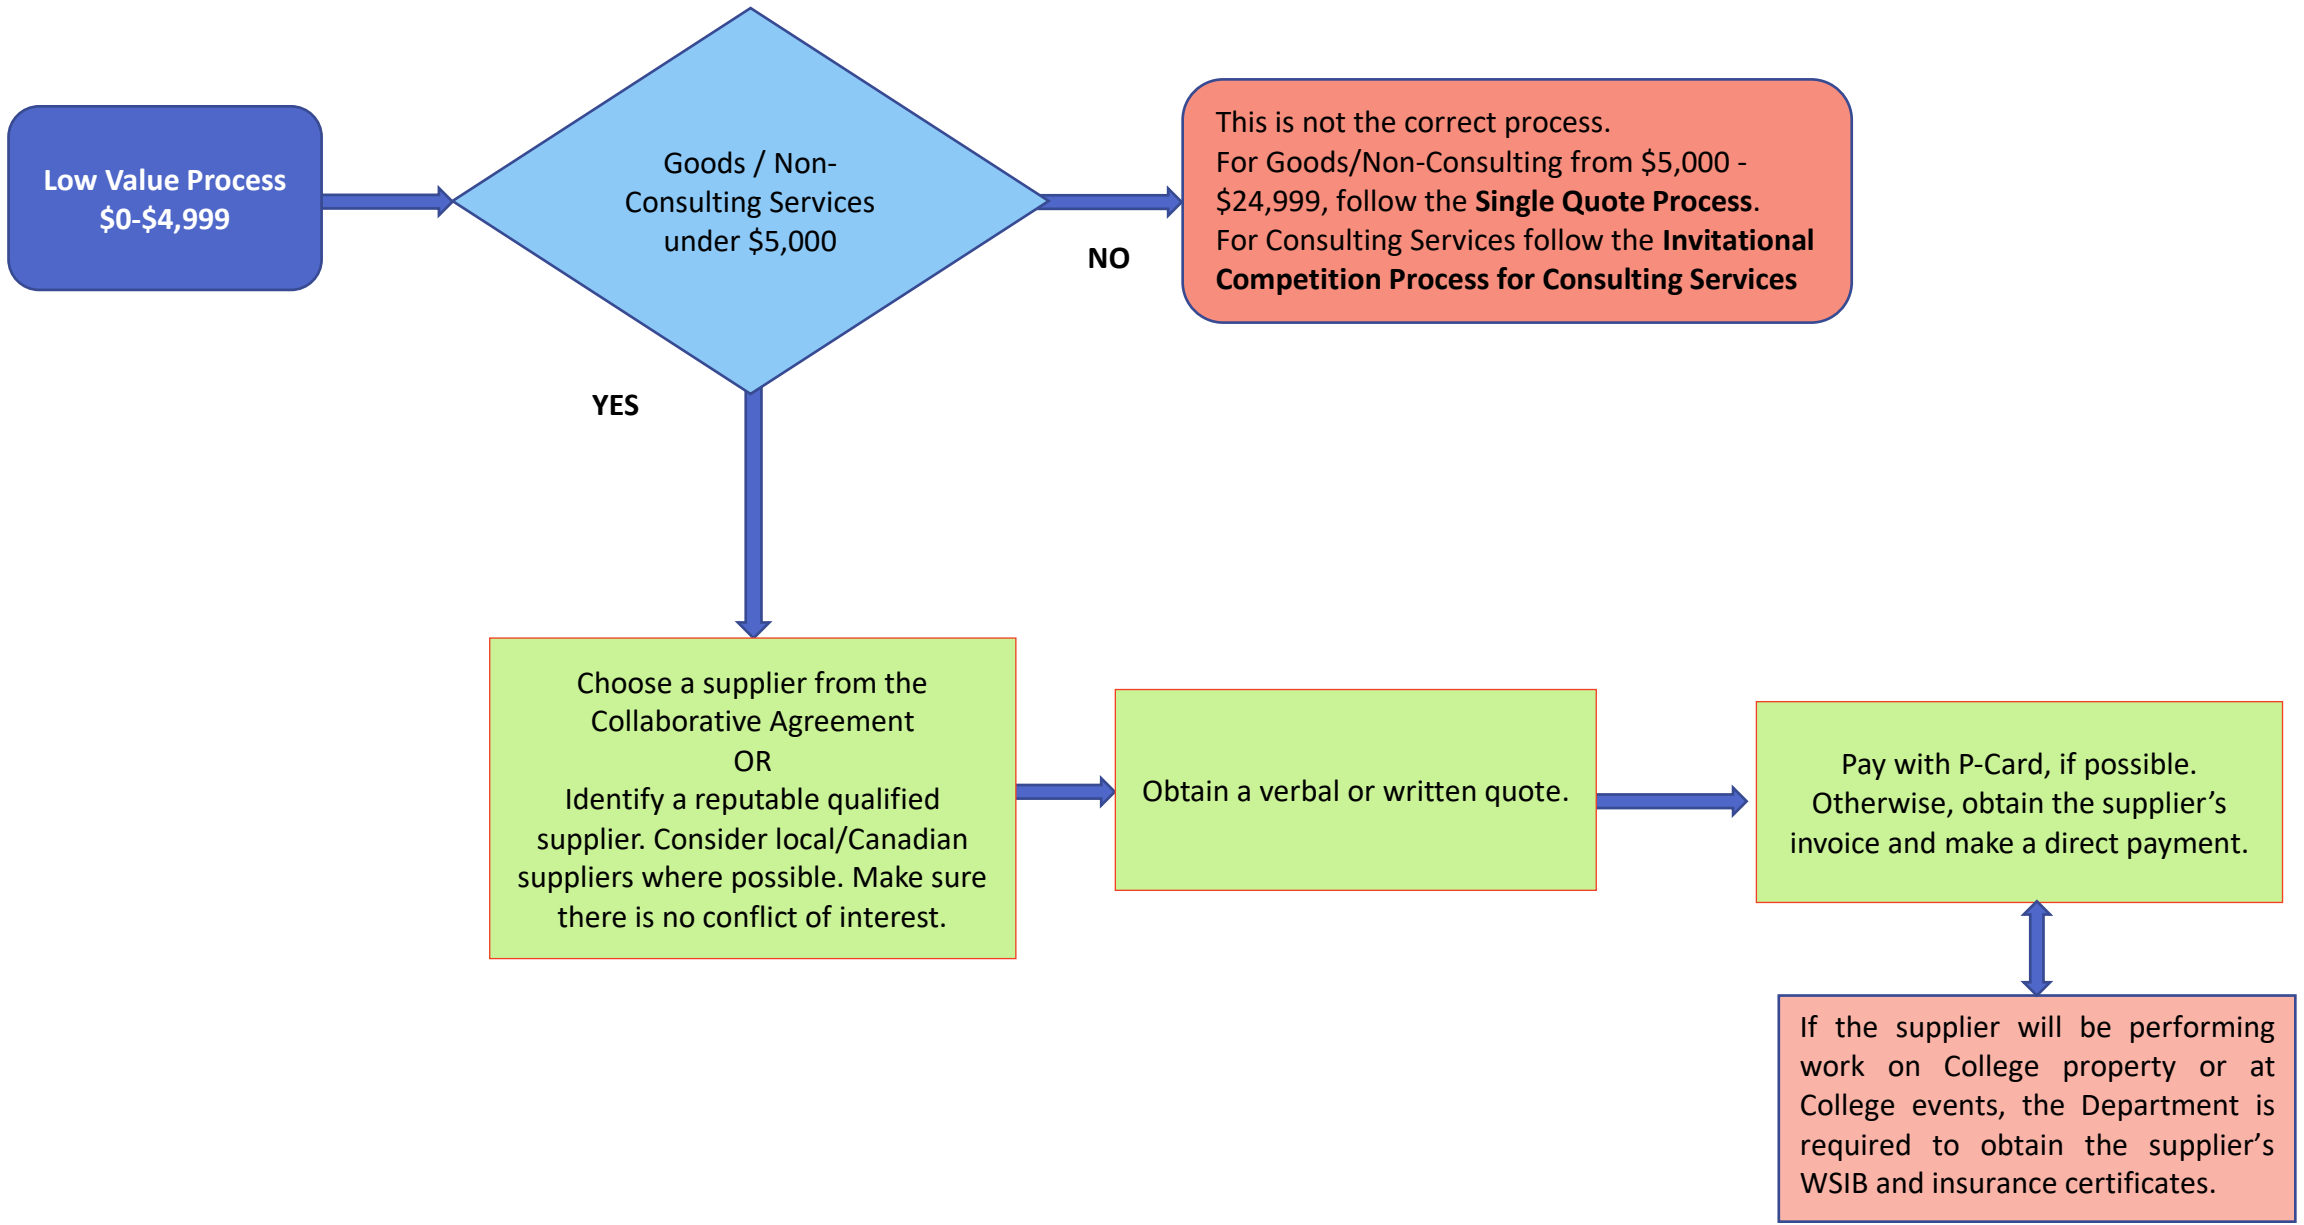 Low Value Process
$0-$4,999
Goods / Non-
Consulting Services
under $5,000
NO
This is not the correct process.
For Goods/Non-Consulting from $5,000 -
$24,999, follow the Single Quote Process.
For Consulting Services follow the Invitational
Competition Process for Consulting Services
YES
Choose a supplier from the
Collaborative Agreement
OR
Identify a reputable qualified
supplier. Consider local/Canadian
suppliers where possible. Make sure
there is no conflict of interest.
Obtain a verbal or written quote.
Pay with P-Card, if possible.
Otherwise, obtain the supplier’s
invoice and make a direct payment.
If the supplier will be performing
work on College property or at
College events, the Department is
required to obtain the supplier’s
WSIB and insurance certificates.